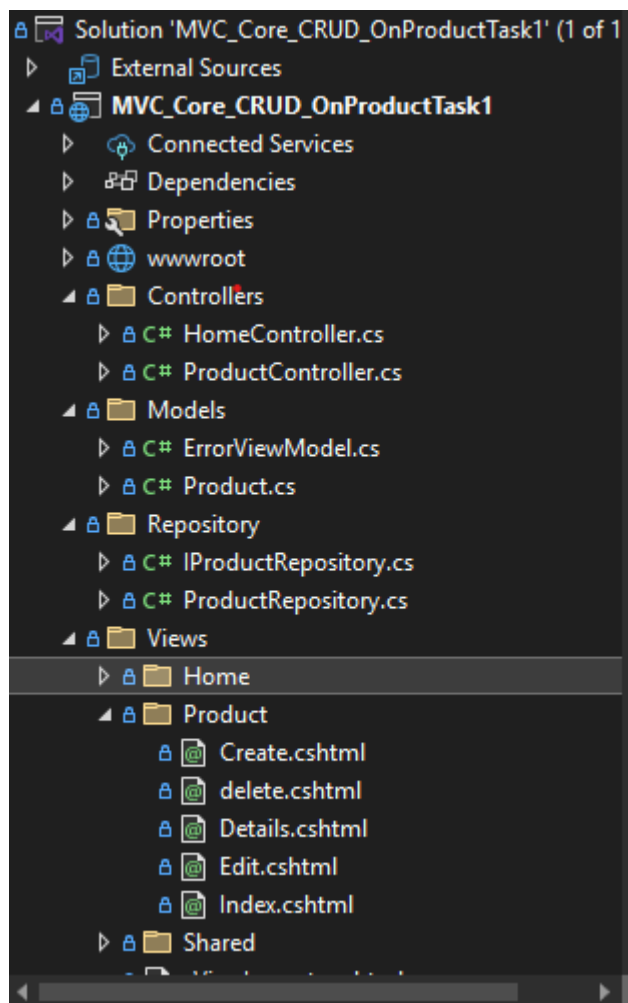 Solution 'MVC_Core_CRUD_OnProductTask1' (1 of 1
External Sources
MVC_Core_CRUD_OnProductTask1
Connected Services
Dependencies
Properties
wwwroot
Controllers
C# HomeController.cs
C# ProductController.cs
Models
C# ErrorViewModel.cs
C# Product.cs
Repository
C# IProductRepository.cs
C# ProductRepository.cs
Views
Home
Product
Create.cshtml
delete.cshtml
Details.cshtml
Edit.cshtml
Index.cshtml
Shared